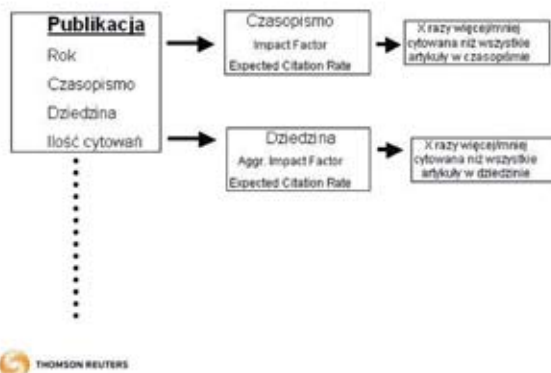 Publikacja
Rok
Czasopismo
Dziedzina
Ilość cytowań
Czasopismo
Impact Factor
Expected Citation Rate
X razy więcej/mniej
cytowana niż wszystkie
artykuły w czasopiśmie
Dziedzina
Aggr. Impact Factor
Expected Citation Rate
X razy więcej/mniej
cytowana niż wszystkie
artykuły w dziedzinie
THOMSON REUTERS